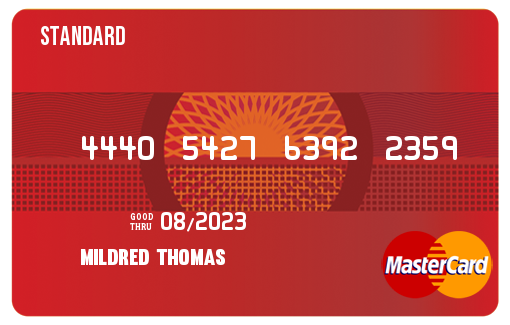 STANDARD
4440 5427 6392 2359
GOOD THRU 08/2023
MILDRED THOMAS
MasterCard